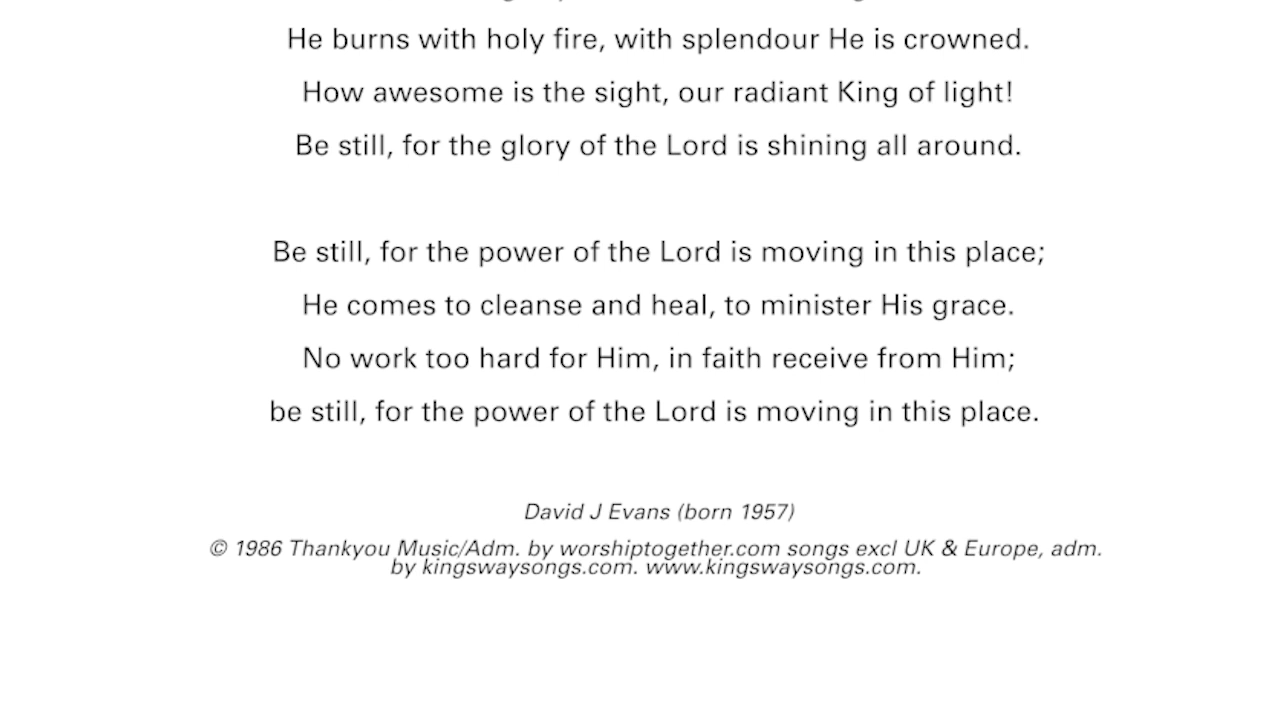 He burns with holy fire, with splendour He is crowned.
How awesome is the sight, our radiant King of light!
Be still, for the glory of the Lord is shining all around.
Be still, for the power of the Lord is moving in this place;
He comes to cleanse and heal, to minister His grace.
No work too hard for Him, in faith receive from Him;
be still, for the power of the Lord is moving in this place.
David J Evans (born 1957)
© 1986 Thankyou Music/Adm. by worshiptogether.com songs excl UK & Europe, adm.
by kingswaysongs.com. www.kingswaysongs.com.